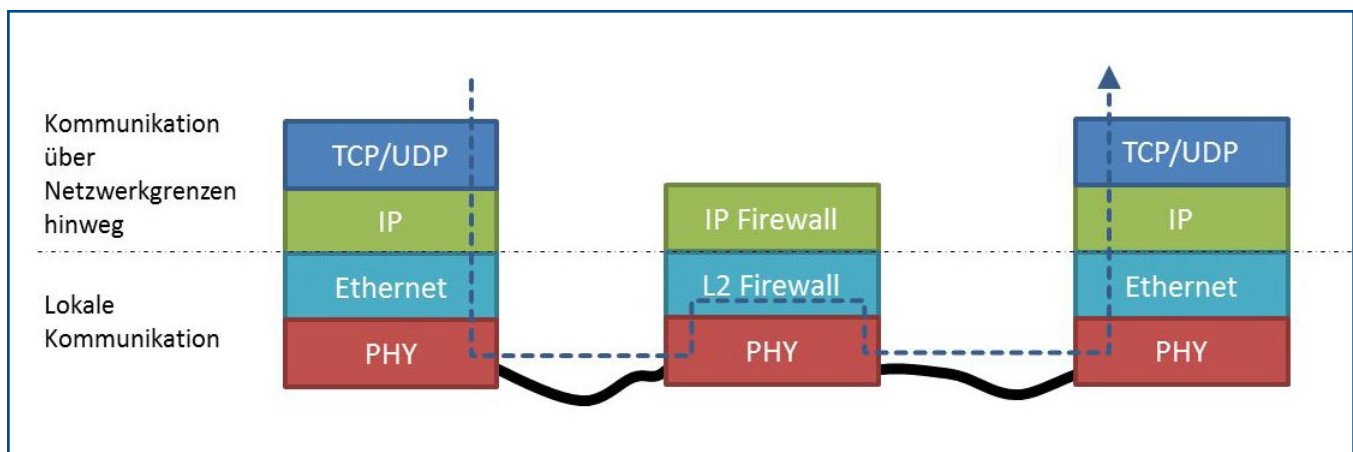 Kommunikation
über
Netzwerkgrenzen
hinweg
Lokale
Kommunikation
TCP/UDP
IP
Ethernet
PHY
IP Firewall
L2 Firewall
PHY
TCP/UDP
IP
Ethernet
PHY